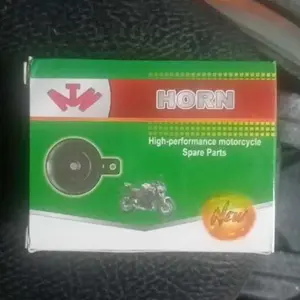 HORN
High-performance motorcycle
Spare Parts
New